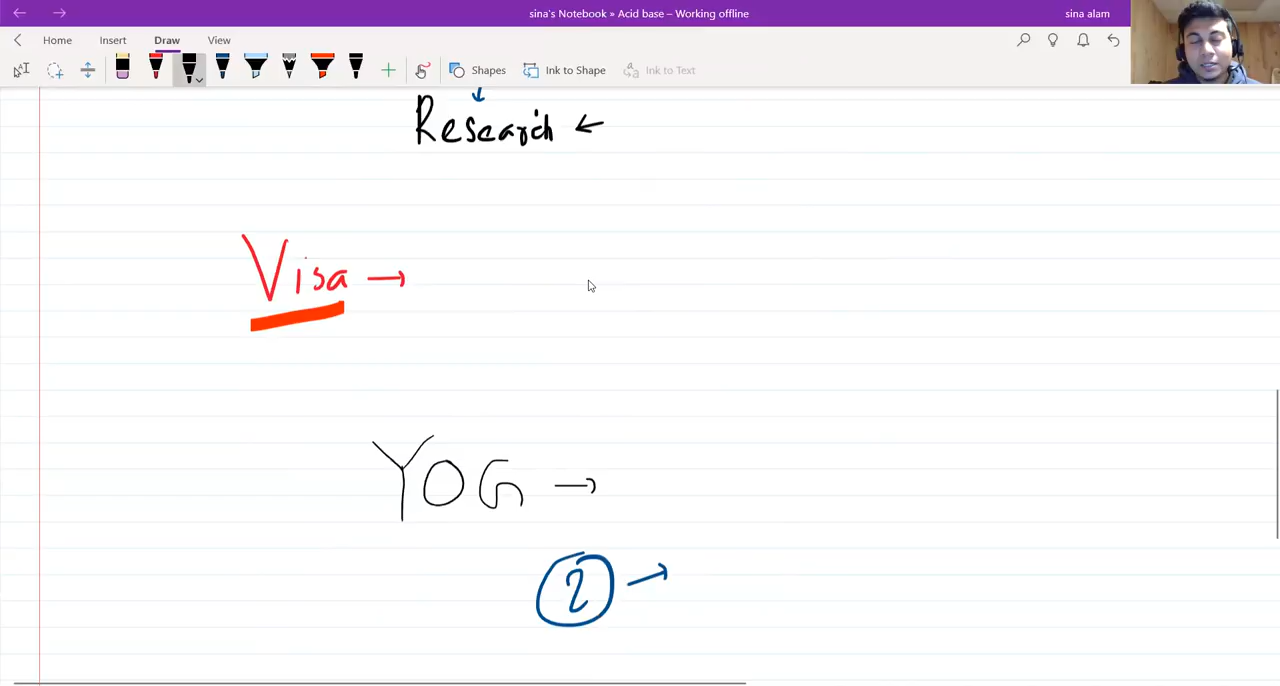 sina's Notebook » Acid base – Working offline
sina alam
Home Insert Draw View
Shapes Ink to Shape Ink to Text
Research ←
Visa →
YOG →
2 →